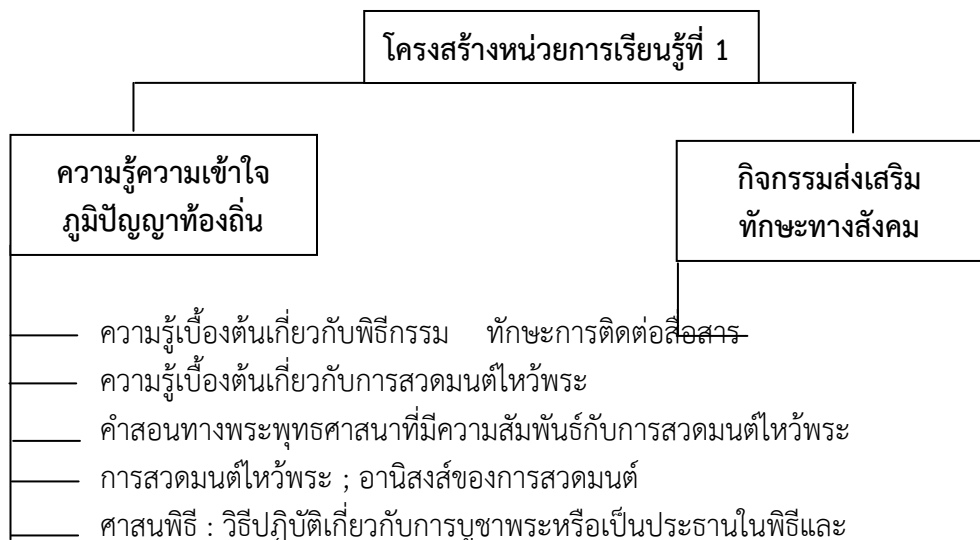 โครงสร้างหน่วยการเรียนรู้ที่ 1
ความรู้ความเข้าใจ
ภูมิปัญญาท้องถิ่น
กิจกรรมส่งเสริม
ทักษะทางสังคม
ความรู้เบื้องต้นเกี่ยวกับพิธีกรรม ทักษะการติดต่อสื่อสาร
ความรู้เบื้องต้นเกี่ยวกับการสวดมนต์ไหว้พระ
คำสอนทางพระพุทธศาสนาที่มีความสัมพันธ์กับการสวดมนต์ไหว้พระ
การสวดมนต์ไหว้พระ ; อานิสงส์ของการสวดมนต์
ศาสนพิธี : วิธีปฏิบัติเกี่ยวกับการบูชาพระหรือเป็นประธานในพิธีและ